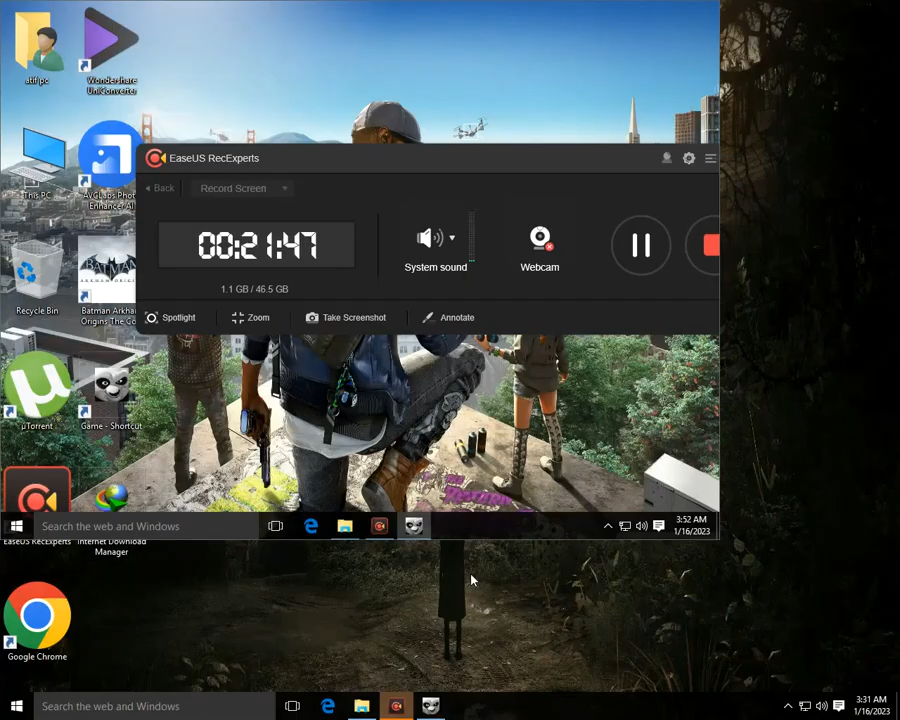 atif pc
Wondershare
UniConverter
This PC
AVCLabs Photo
Enhancer AI
Recycle Bin
BATMAN
Batman Arkham
Origins The Co
µTorrent
Game - Shortcut
EaseUS RecExperts
Internet Download
Manager
Google Chrome
EaseUS RecExperts
Back
Record Screen
00:21:47
1.1 GB / 46.5 GB
System sound
Webcam
Spotlight
Zoom
Take Screenshot
Annotate
Search the web and Windows
3:52 AM
1/16/2023
Search the web and Windows
3:31 AM
1/16/2023